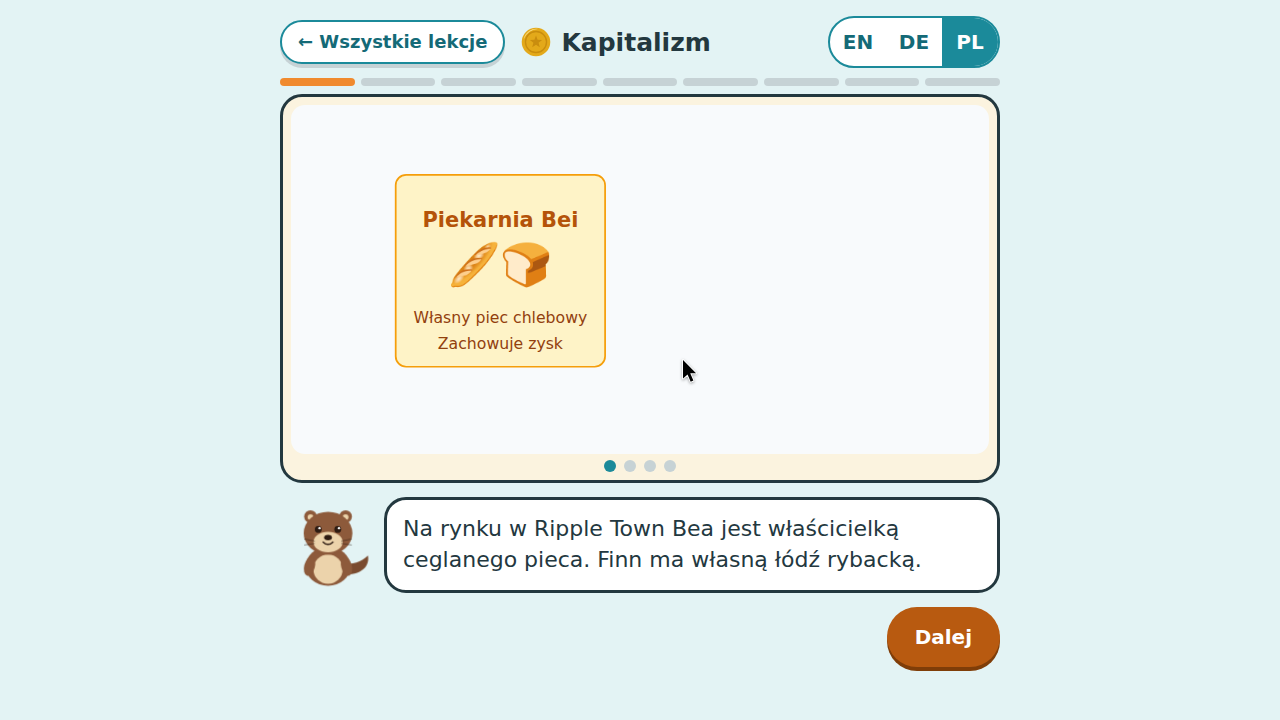 ← Wszystkie lekcje
Kapitalizm
EN DE PL
Piekarnia Bei
Własny piec chlebowy
Zachowuje zysk
Na rynku w Ripple Town Bea jest właścicielką
ceglanego pieca. Finn ma własną łódź rybacką.
Dalej